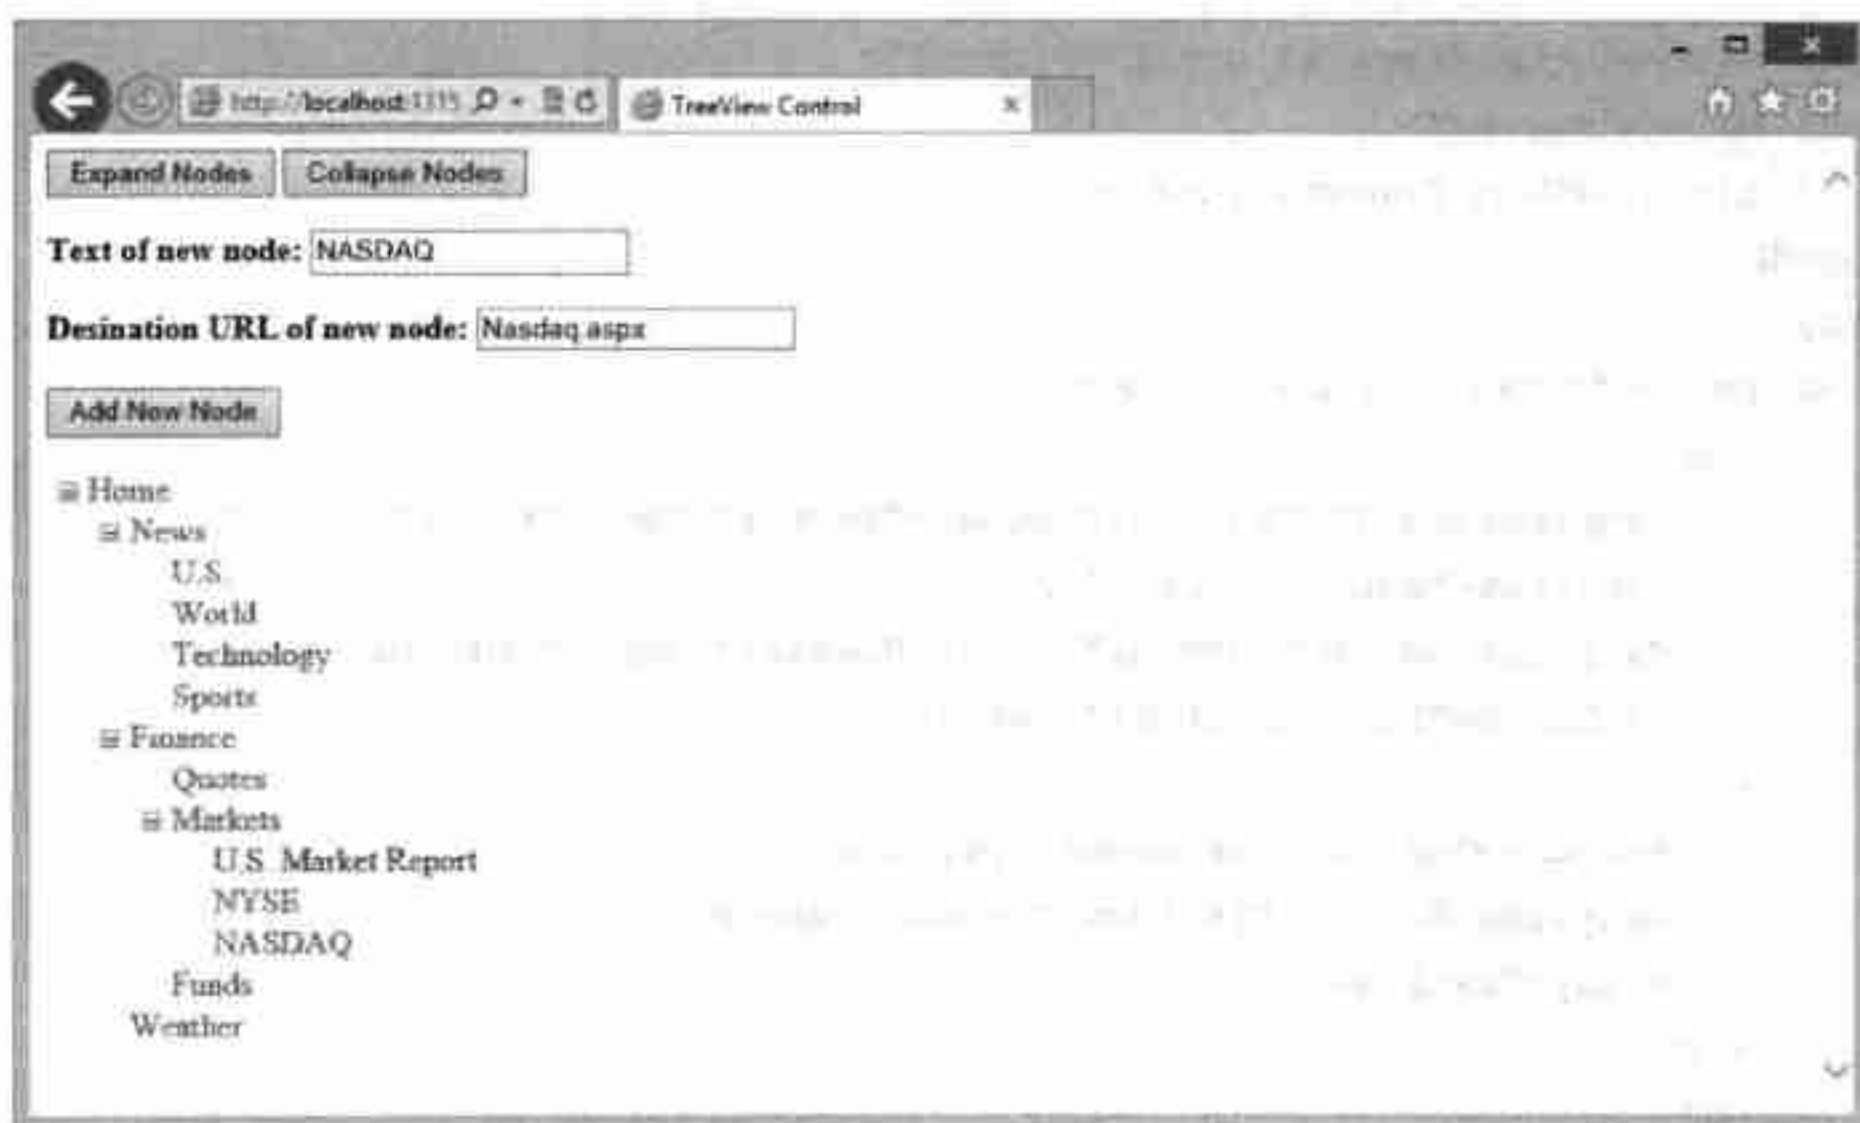 http://localhost:1315
TreeView Control
Expand Nodes Collapse Nodes
Text of new node: NASDAQ
Desination URL of new node: Nasdaq.aspx
Add New Node
Home
News
U.S.
World
Technology
Sports
Finance
Quotes
Markets
U.S. Market Report
NYSE
NASDAQ
Funds
Weather